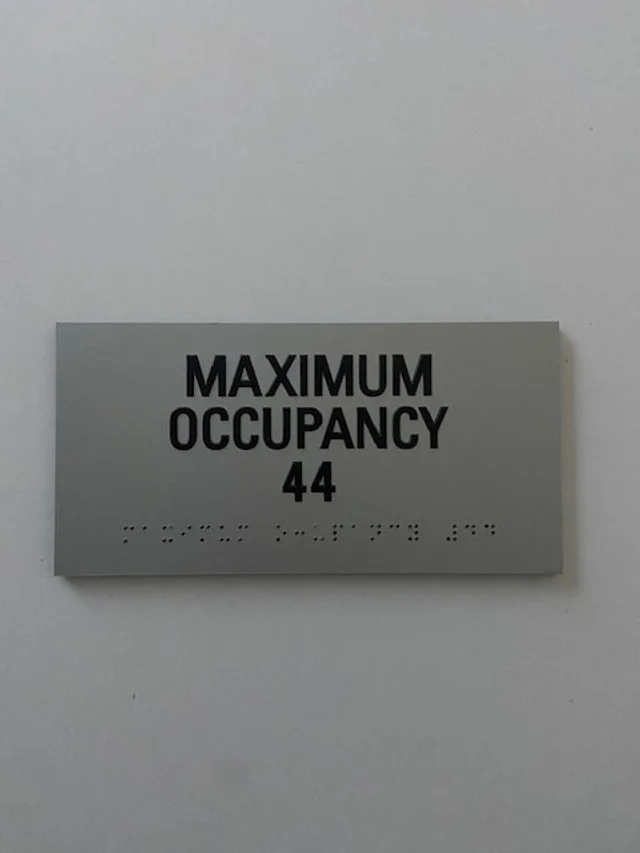 MAXIMUM
OCCUPANCY
44
⠍⠁⠭⠊⠍⠥⠍ ⠕⠒⠥⠏⠁⠝⠉⠽ ⠼⠙⠙